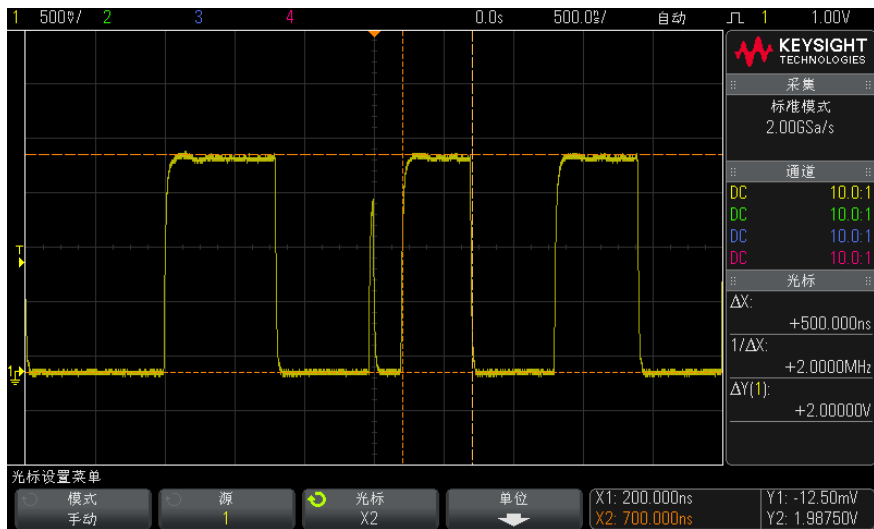 1 500mV/ 2 3 4 0.0s 500.0ns/ 自动 1 1.00V
KEYSIGHT
TECHNOLOGIES
采集
标准模式
2.00GSa/s
通道
DC 10.0:1
DC 10.0:1
DC 10.0:1
DC 10.0:1
光标
ΔX:
+500.000ns
1/ΔX:
+2.0000MHz
ΔY(1):
+2.00000V
T
1
光标设置菜单
模式
手动
源
1
光标
X2
单位
X1: 200.000ns
X2: 700.000ns
Y1: -12.50mV
Y2: 1.98750V